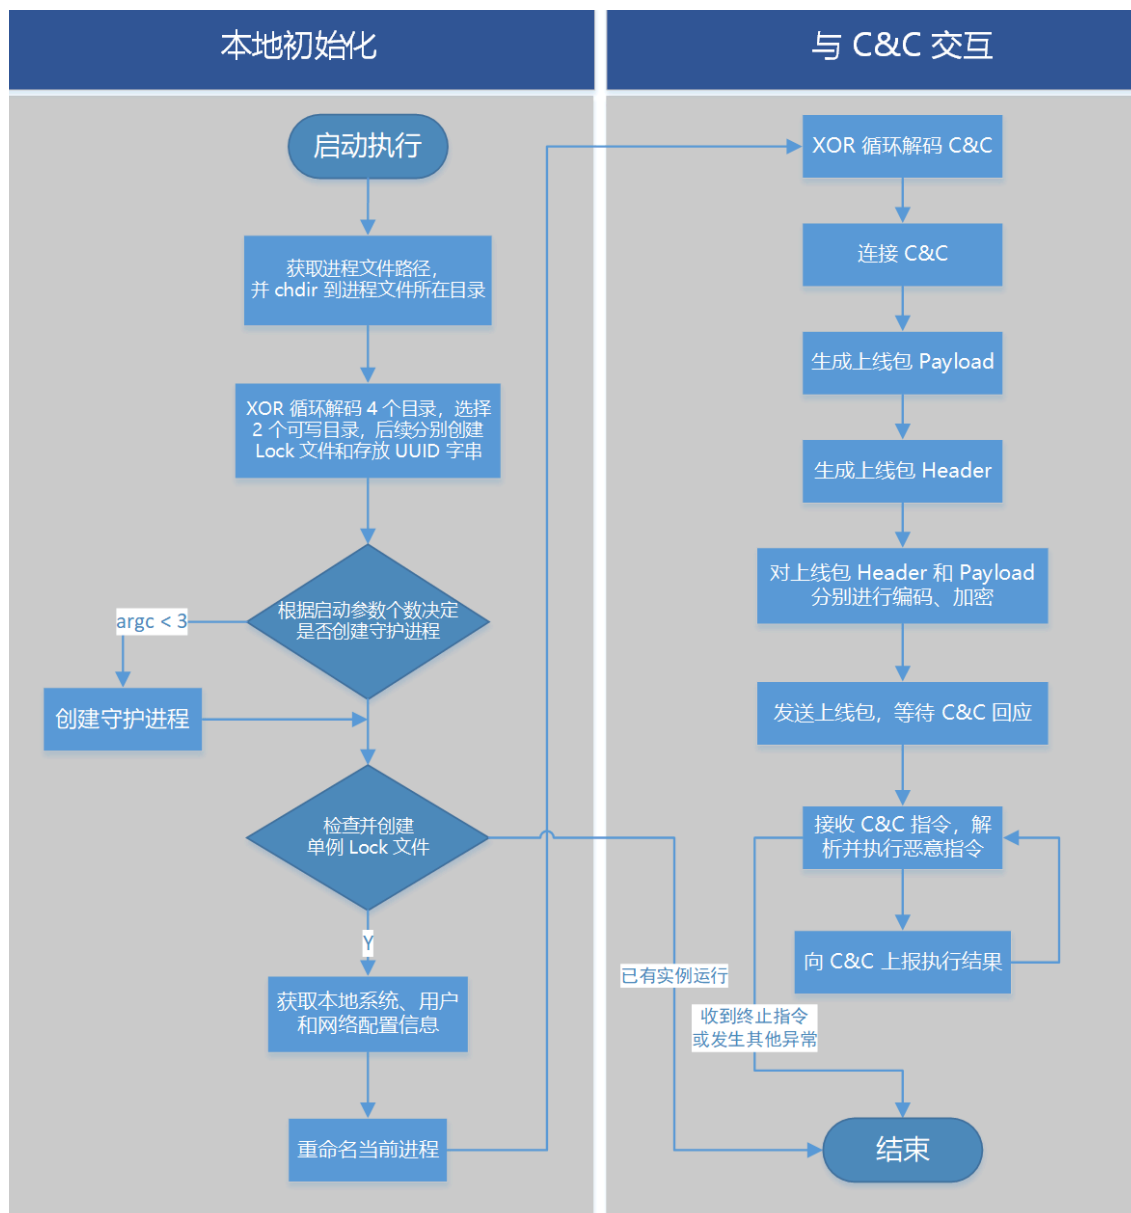 本地初始化
与 C&C 交互
启动执行
获取进程文件路径，
并 chdir 到进程文件所在目录
XOR 循环解码 4 个目录，选择
2 个可写目录，后续分别创建
Lock 文件和存放 UUID 字串
根据启动参数个数决定
是否创建守护进程
argc < 3
创建守护进程
检查并创建
单例 Lock 文件
Y
获取本地系统、用户
和网络配置信息
重命名当前进程
已有实例运行
XOR 循环解码 C&C
连接 C&C
生成上线包 Payload
生成上线包 Header
对上线包 Header 和 Payload
分别进行编码、加密
发送上线包，等待 C&C 回应
接收 C&C 指令，解
析并执行恶意指令
向 C&C 上报执行结果
收到终止指令
或发生其他异常
结束